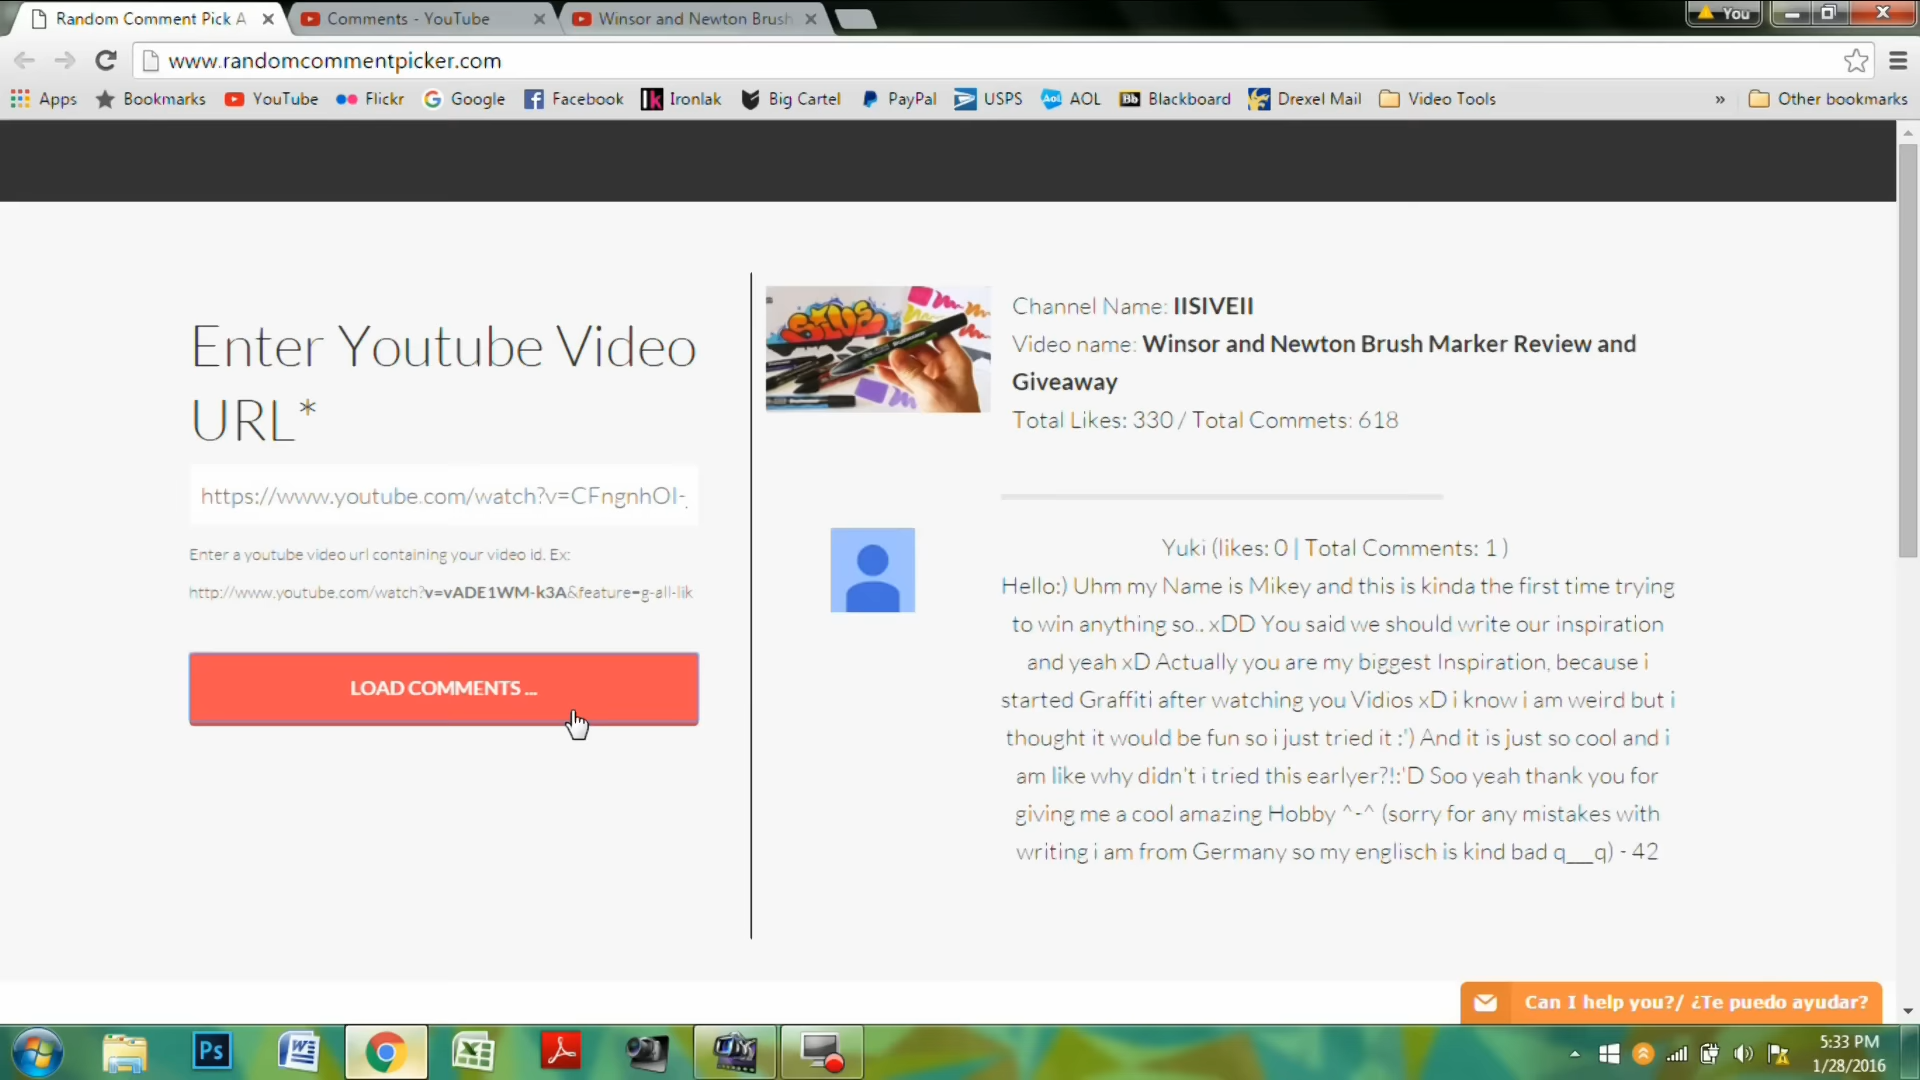 Random Comment Pick A
Comments - YouTube
Winsor and Newton Brush
You
www.randomcommentpicker.com
Apps
Bookmarks
YouTube
Flickr
Google
Facebook
Ironlak
Big Cartel
PayPal
USPS
AOL
Blackboard
Drexel Mail
Video Tools
»
Other bookmarks
Enter Youtube Video
URL*
https://www.youtube.com/watch?v=CFngnhOI-
Enter a youtube video url containing your video id. Ex:
http://www.youtube.com/watch?v=vADE1WM-k3A&feature=g-all-lik
LOAD COMMENTS ...
SIVE
Channel Name: IISIVEII
Video name: Winsor and Newton Brush Marker Review and
Giveaway
Total Likes: 330 / Total Commets: 618
Yuki (likes: 0 | Total Comments: 1 )
Hello:) Uhm my Name is Mikey and this is kinda the first time trying
to win anything so.. xDD You said we should write our inspiration
and yeah xD Actually you are my biggest Inspiration, because i
started Graffiti after watching you Vidios xD i know i am weird but i
thought it would be fun so i just tried it :') And it is just so cool and i
am like why didn't i tried this earlyer?!:'D Soo yeah thank you for
giving me a cool amazing Hobby ^-^ (sorry for any mistakes with
writing i am from Germany so my englisch is kind bad q___q) - 42
Can I help you?/ ¿Te puedo ayudar?
Ps
5:33 PM
1/28/2016